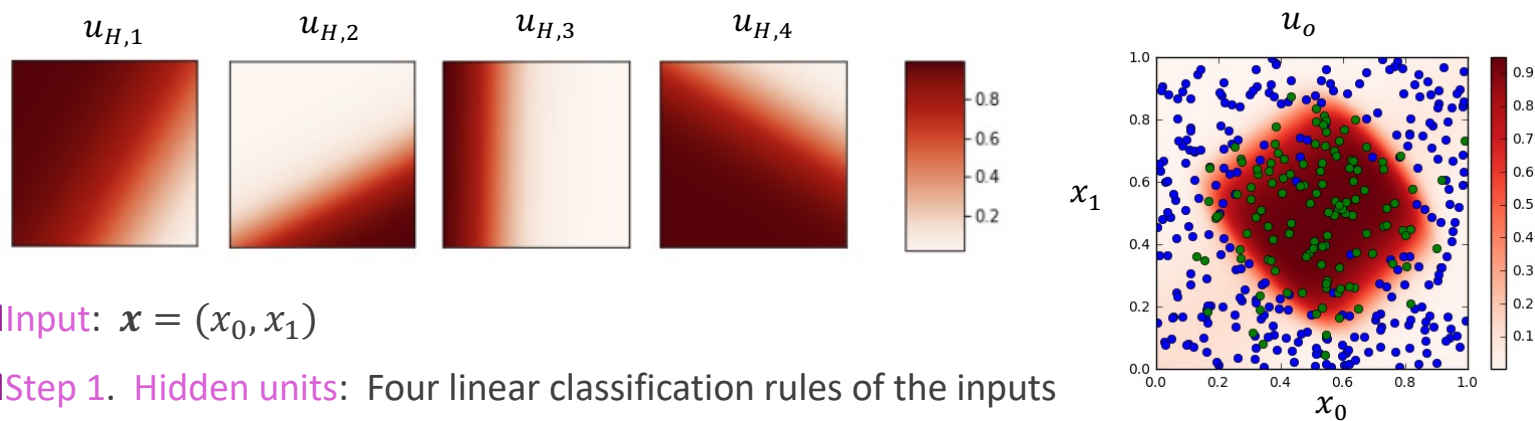 u_{H,1} u_{H,2} u_{H,3} u_{H,4}
0.8
0.6
0.4
0.2
u_o
1.0
0.8
0.6
0.4
0.2
0.0
x_1
0.0 0.2 0.4 0.6 0.8 1.0
x_0
0.9
0.8
0.7
0.6
0.5
0.4
0.3
0.2
0.1
Input: 𝒙 = (x_0, x_1)
Step 1. Hidden units: Four linear classification rules of the inputs